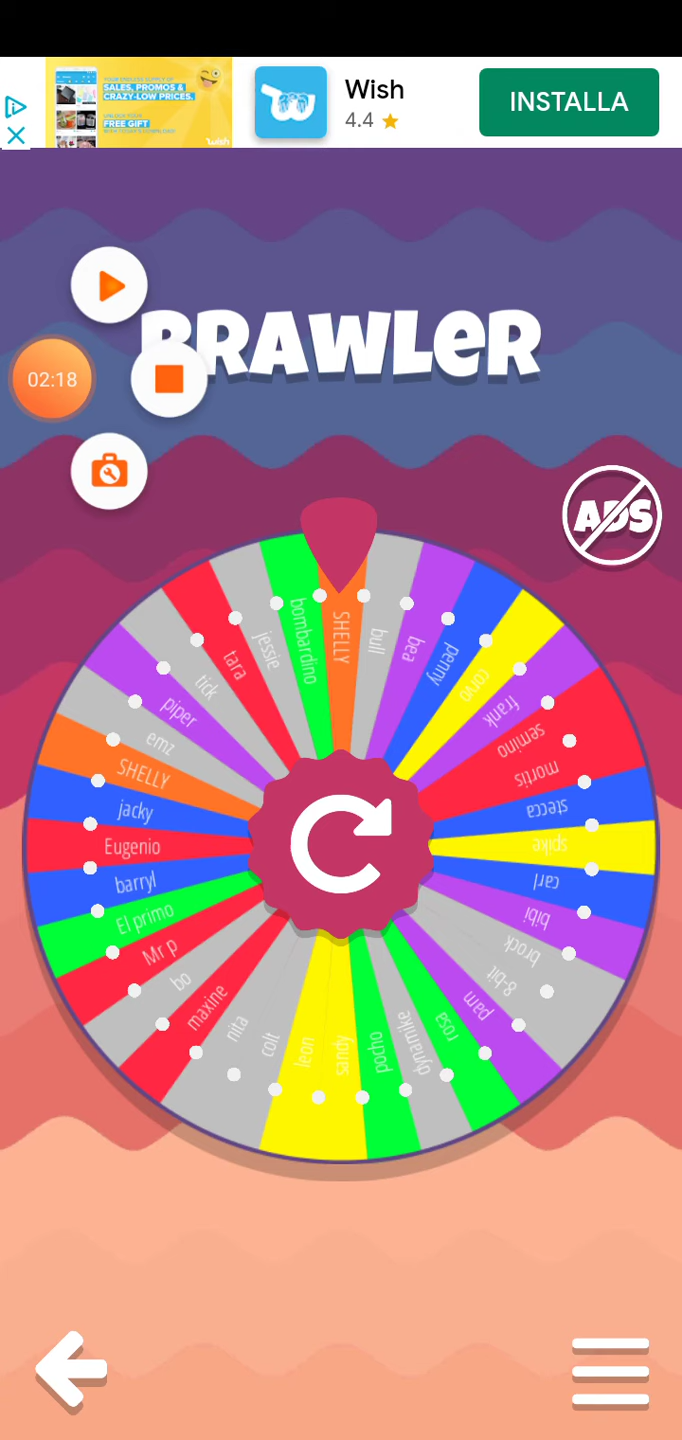 YOUR ENDLESS SUPPLY OF
SALES, PROMOS &
CRAZY-LOW PRICES.
FREE GIFT
wish
Wish
4.4
INSTALLA
BRAWLER
02:18
ADS
SHELLY
bull
bea
penny
corvo
frank
semino
mortis
stecca
spike
carl
bibi
brock
8-bit
pam
rosa
dynamike
pocho
sandy
leon
colt
nita
maxine
bo
Mr p
El primo
barryl
Eugenio
jacky
SHELLY
emz
piper
tick
tara
jessie
bombardino